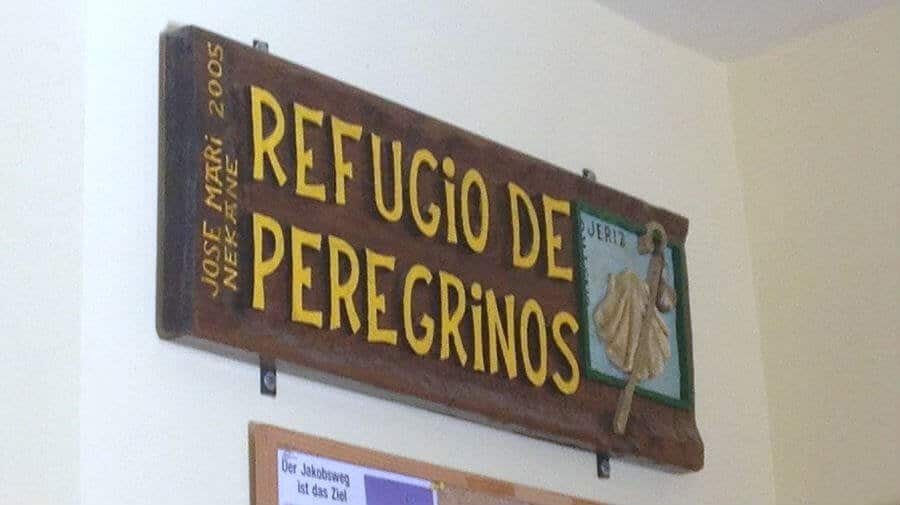 JOSE MARi 2005
NEKANE
REFUGiO DE
PEREGRiNOS
JERIZ
Der Jakobsweg
ist das Ziel